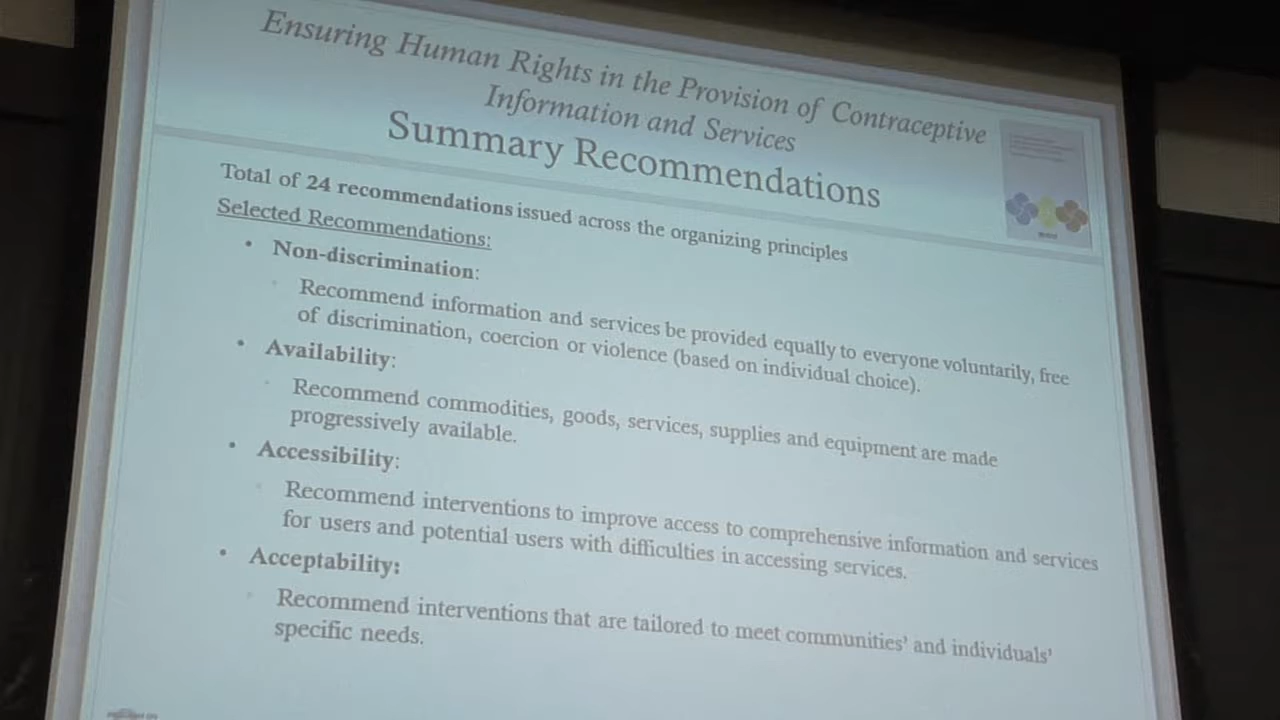 Ensuring Human Rights in the Provision of Contraceptive
Information and Services
Summary Recommendations
Total of 24 recommendations issued across the organizing principles
Selected Recommendations:
• Non-discrimination:
Recommend information and services be provided equally to everyone voluntarily, free
of discrimination, coercion or violence (based on individual choice).
• Availability:
Recommend commodities, goods, services, supplies and equipment are made
progressively available.
• Accessibility:
Recommend interventions to improve access to comprehensive information and services
for users and potential users with difficulties in accessing services.
• Acceptability:
Recommend interventions that are tailored to meet communities' and individuals'
specific needs.